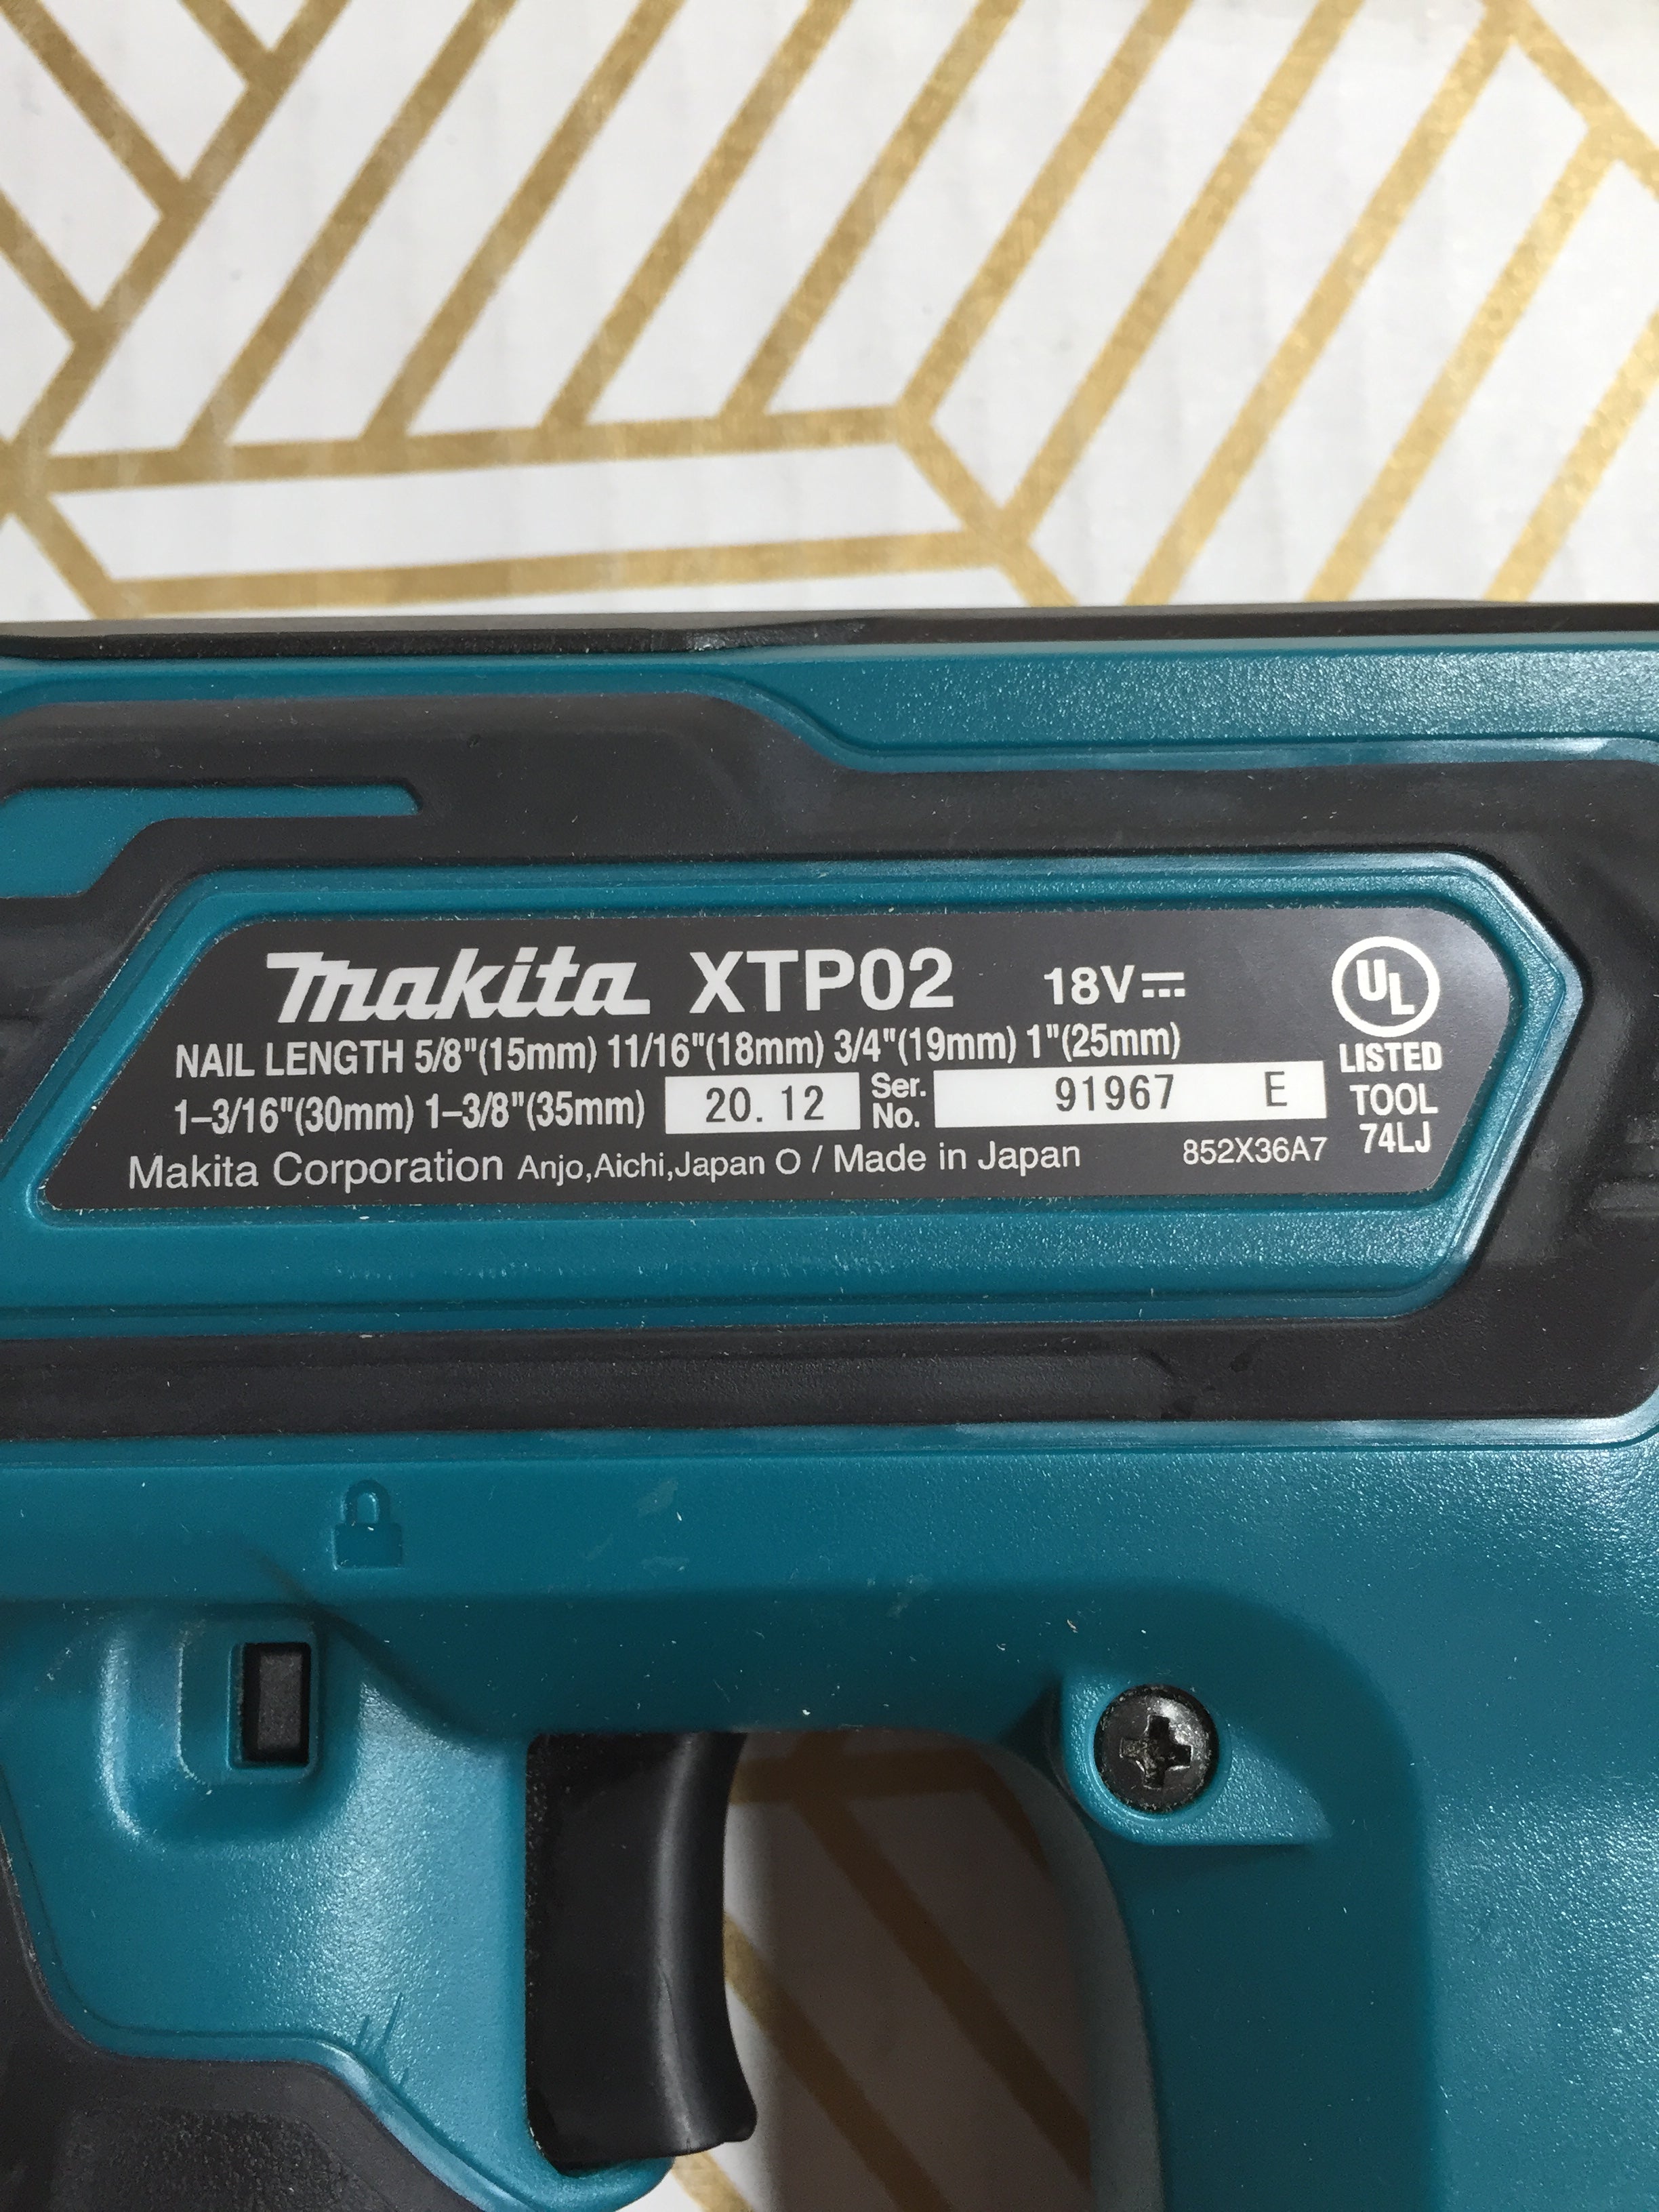 makita XTP02 18V⎓
NAIL LENGTH 5/8"(15mm) 11/16"(18mm) 3/4"(19mm) 1"(25mm)
1–3/16"(30mm) 1–3/8"(35mm) 20. 12 Ser. No. 91967 E
Makita Corporation Anjo,Aichi,Japan O / Made in Japan 852X36A7
UL
LISTED
TOOL
74LJ